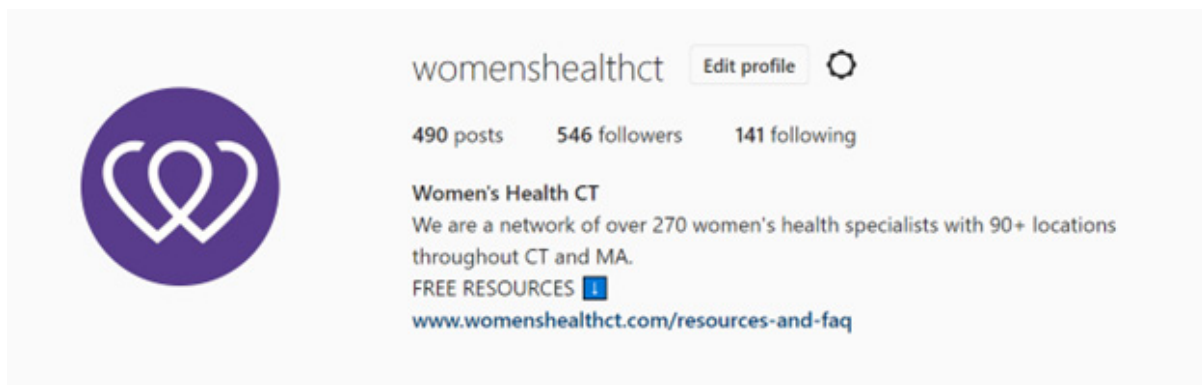 womenshealthct Edit profile
490 posts 546 followers 141 following
Women's Health CT
We are a network of over 270 women's health specialists with 90+ locations
throughout CT and MA.
FREE RESOURCES ⬇️
www.womenshealthct.com/resources-and-faq